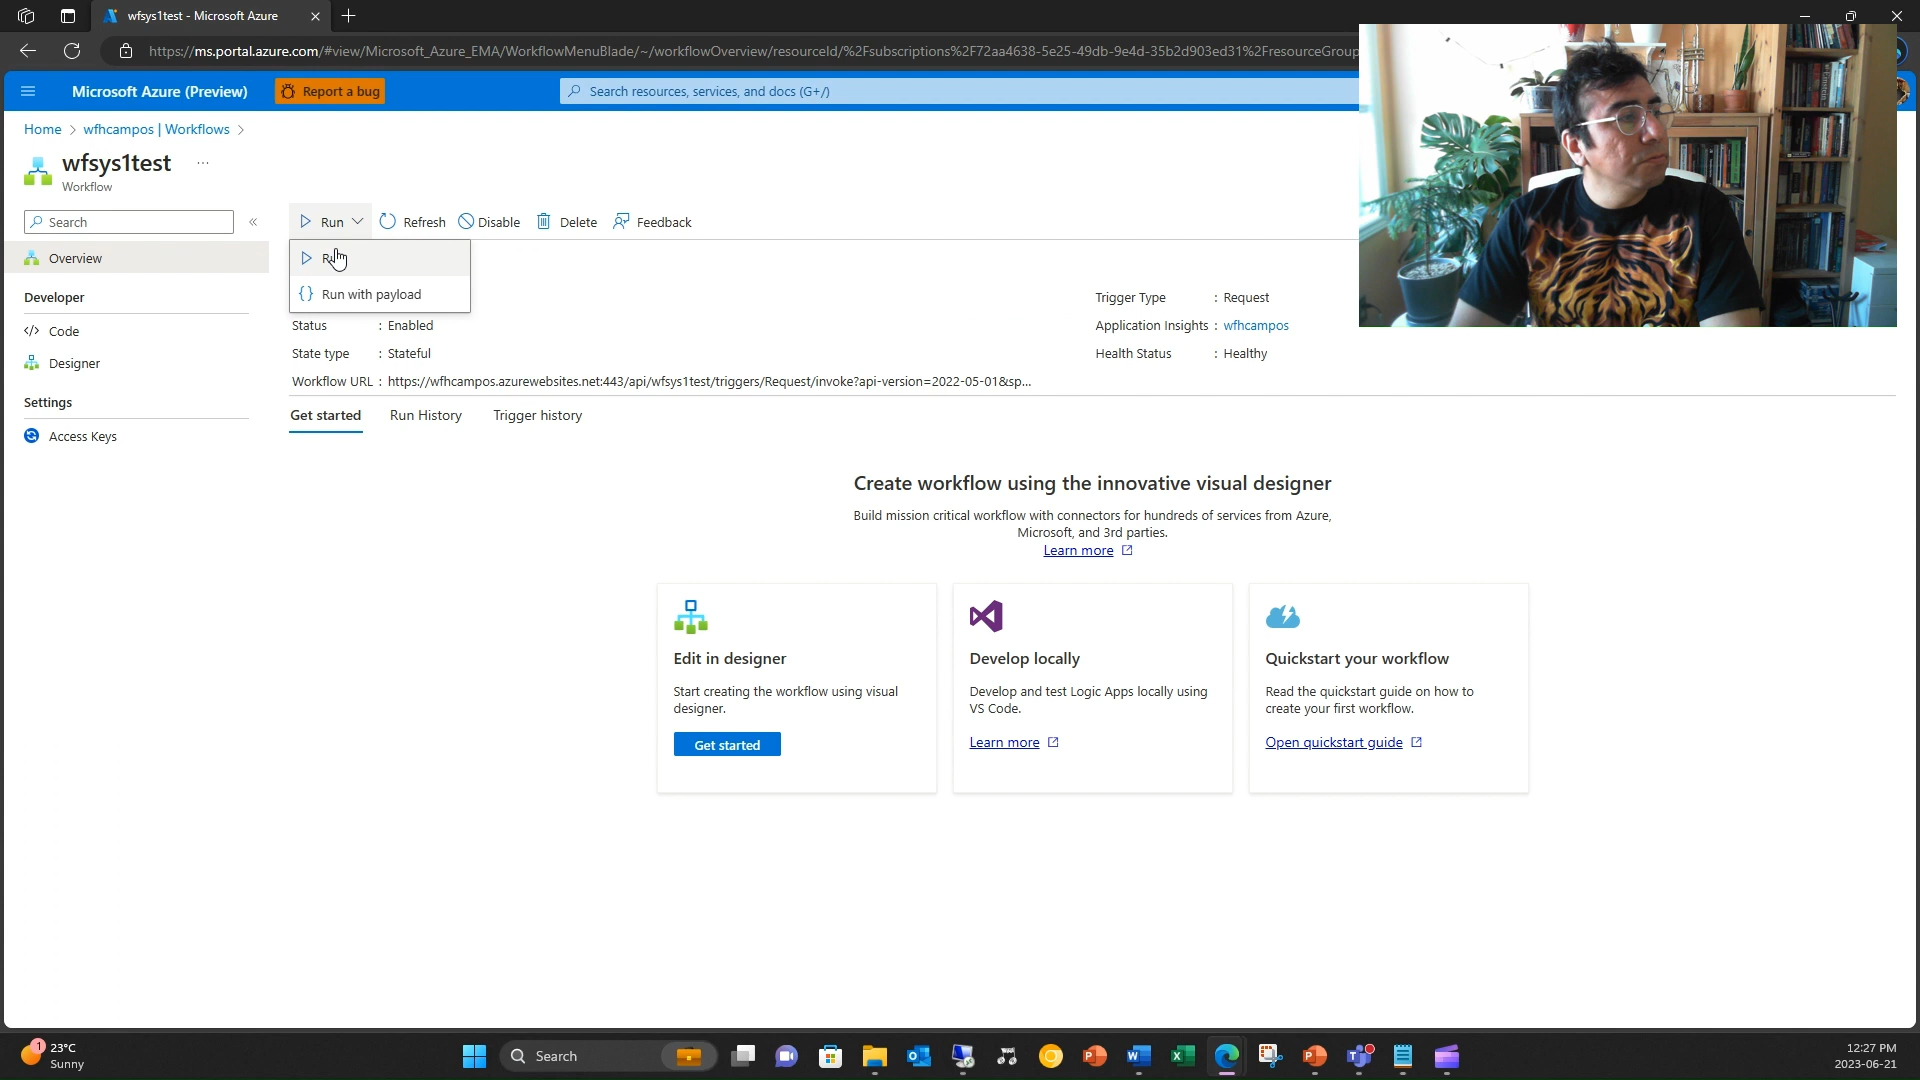 wfsys1test - Microsoft Azure
https://ms.portal.azure.com/#view/Microsoft_Azure_EMA/WorkflowMenuBlade/~/workflowOverview/resourceId/%2Fsubscriptions%2F72aa4638-5e25-49db-9e4d-35b2d903ed31%2FresourceGroup
Microsoft Azure (Preview)
Report a bug
Search resources, services, and docs (G+/)
Home > wfhcampos | Workflows >
wfsys1test ...
Workflow
Search «
Run Refresh Disable Delete Feedback
Overview
Run with payload
Developer
Code
Designer
Settings
Access Keys
Trigger Type : Request
Status : Enabled
Application Insights : wfhcampos
State type : Stateful
Health Status : Healthy
Workflow URL : https://wfhcampos.azurewebsites.net:443/api/wfsys1test/triggers/Request/invoke?api-version=2022-05-01&sp...
Get started Run History Trigger history
Create workflow using the innovative visual designer
Build mission critical workflow with connectors for hundreds of services from Azure,
Microsoft, and 3rd parties.
Learn more
Edit in designer
Start creating the workflow using visual
designer.
Get started
Develop locally
Develop and test Logic Apps locally using
VS Code.
Learn more
Quickstart your workflow
Read the quickstart guide on how to
create your first workflow.
Open quickstart guide
1
23°C
Sunny
Search
12:27 PM
2023-06-21